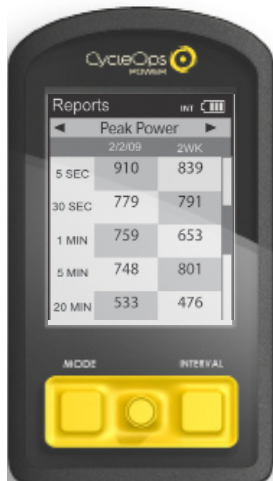 CycleOps
POWER
Reports INT
Peak Power
2/2/09 2WK
5 SEC 910 839
30 SEC 779 791
1 MIN 759 653
5 MIN 748 801
20 MIN 533 476
MODE INTERVAL